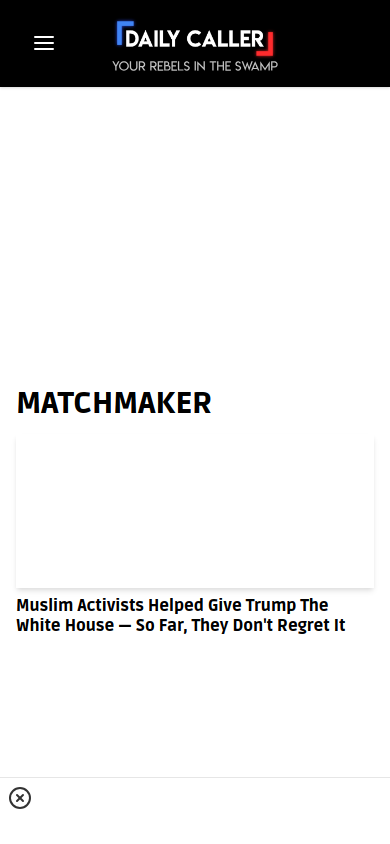 DAILY CALLER
YOUR REBELS IN THE SWAMP
MATCHMAKER
Muslim Activists Helped Give Trump The
White House — So Far, They Don't Regret It